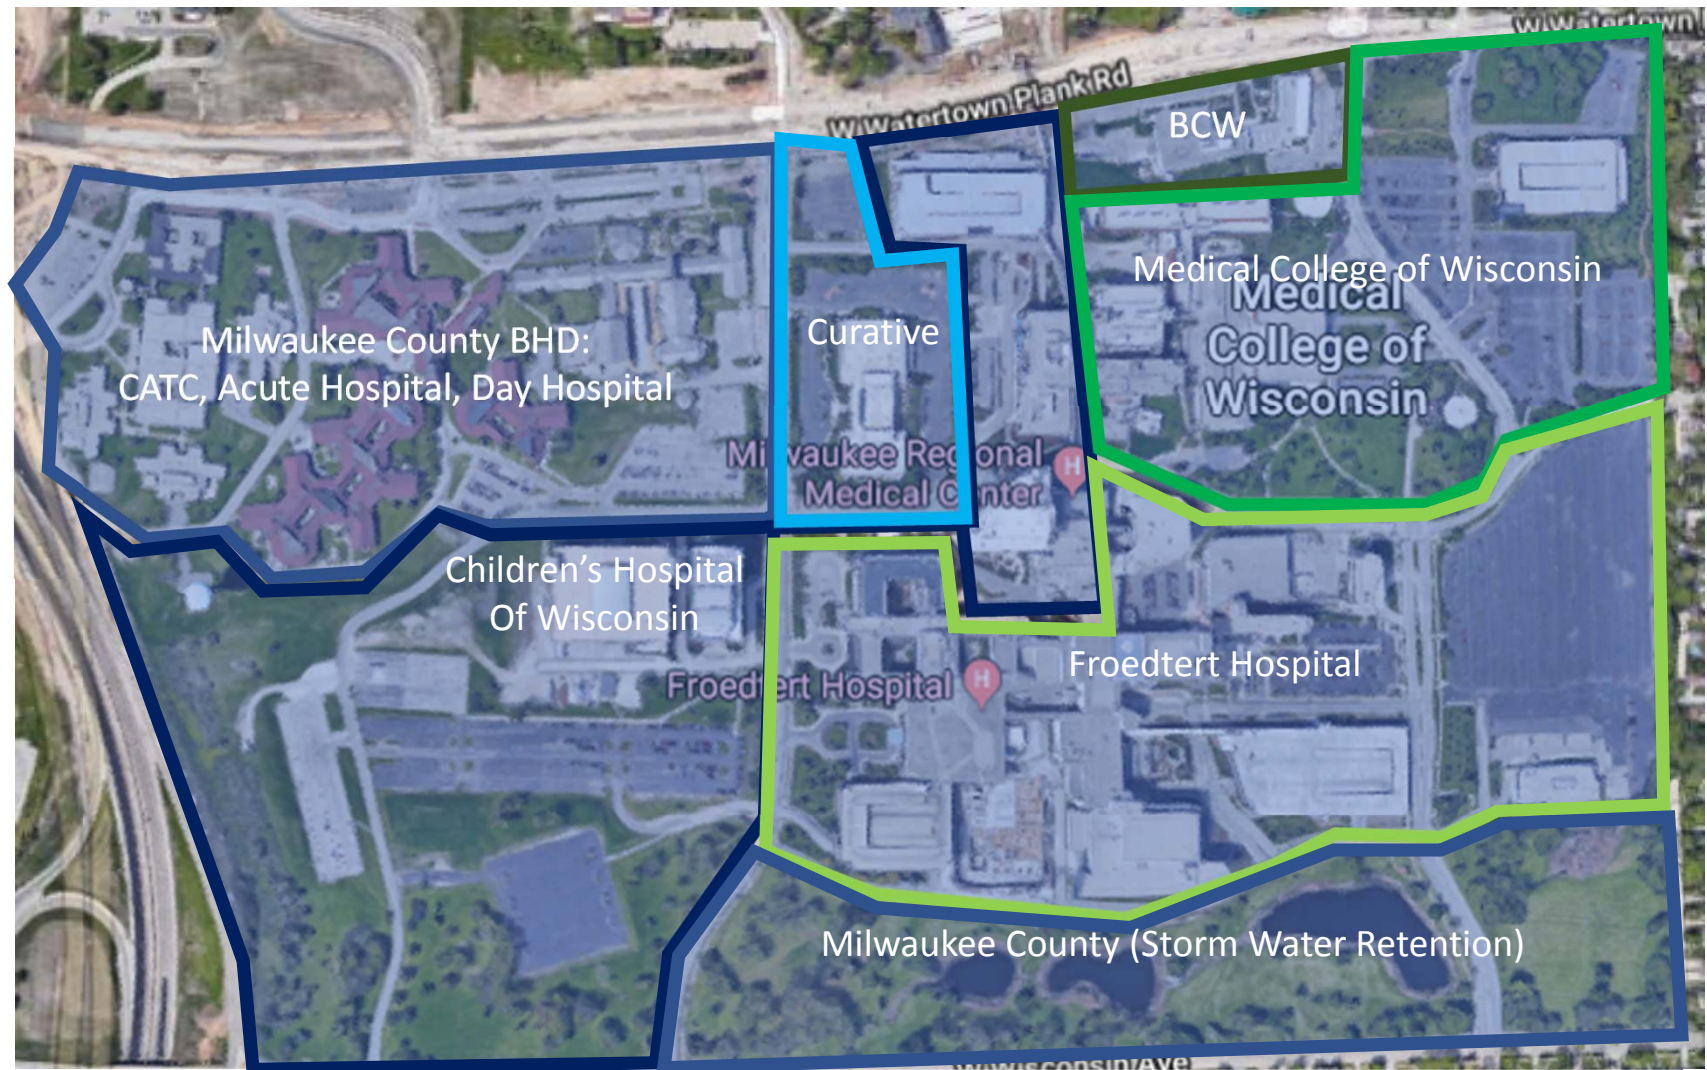 W Watertown
W Watertown Plank Rd
BCW
Medical College of Wisconsin
Medical
College of
Wisconsin
Curative
Milwaukee County BHD:
CATC, Acute Hospital, Day Hospital
Milwaukee Regional
Medical Center
H
Children's Hospital
Of Wisconsin
Froedtert Hospital
Froedtert Hospital
H
Milwaukee County (Storm Water Retention)
W Wisconsin Ave